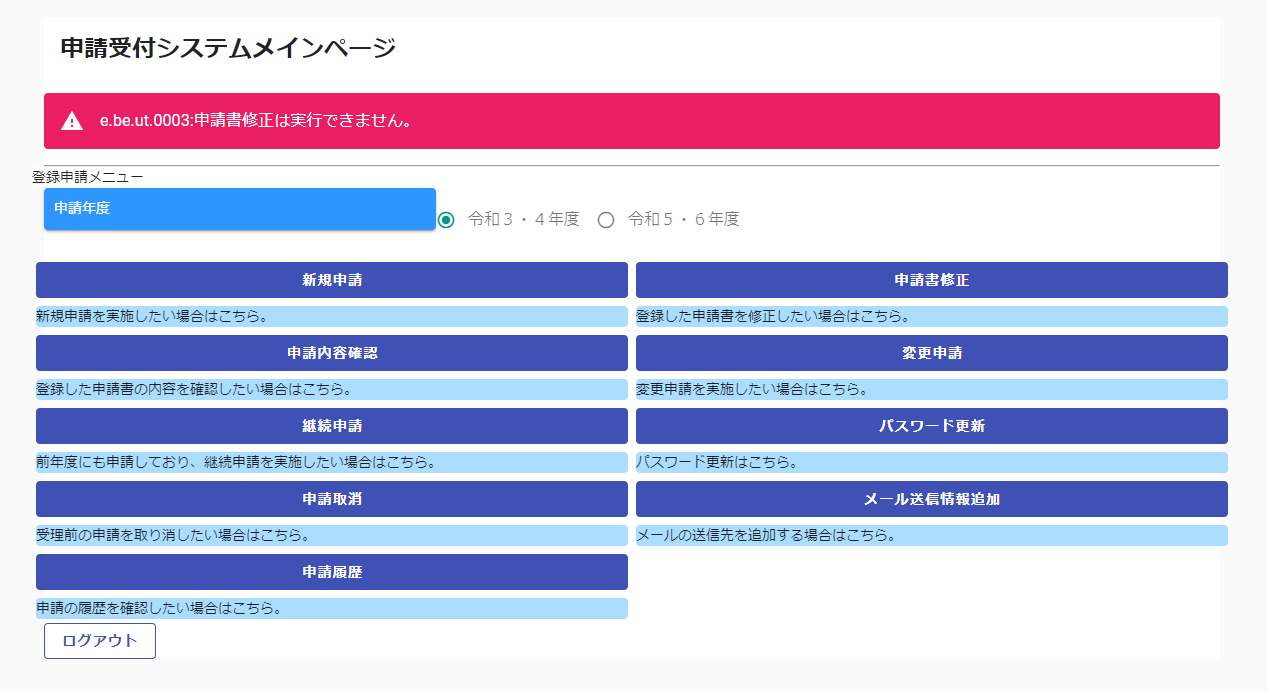 申請受付システムメインページ
e.be.ut.0003:申請書修正は実行できません。
登録申請メニュー
申請年度
令和３・４年度
令和５・６年度
新規申請
申請書修正
新規申請を実施したい場合はこちら。
登録した申請書を修正したい場合はこちら。
申請内容確認
変更申請
登録した申請書の内容を確認したい場合はこちら。
変更申請を実施したい場合はこちら。
継続申請
パスワード更新
前年度にも申請しており、継続申請を実施したい場合はこちら。
パスワード更新はこちら。
申請取消
メール送信情報追加
受理前の申請を取り消したい場合はこちら。
メールの送信先を追加する場合はこちら。
申請履歴
申請の履歴を確認したい場合はこちら。
ログアウト